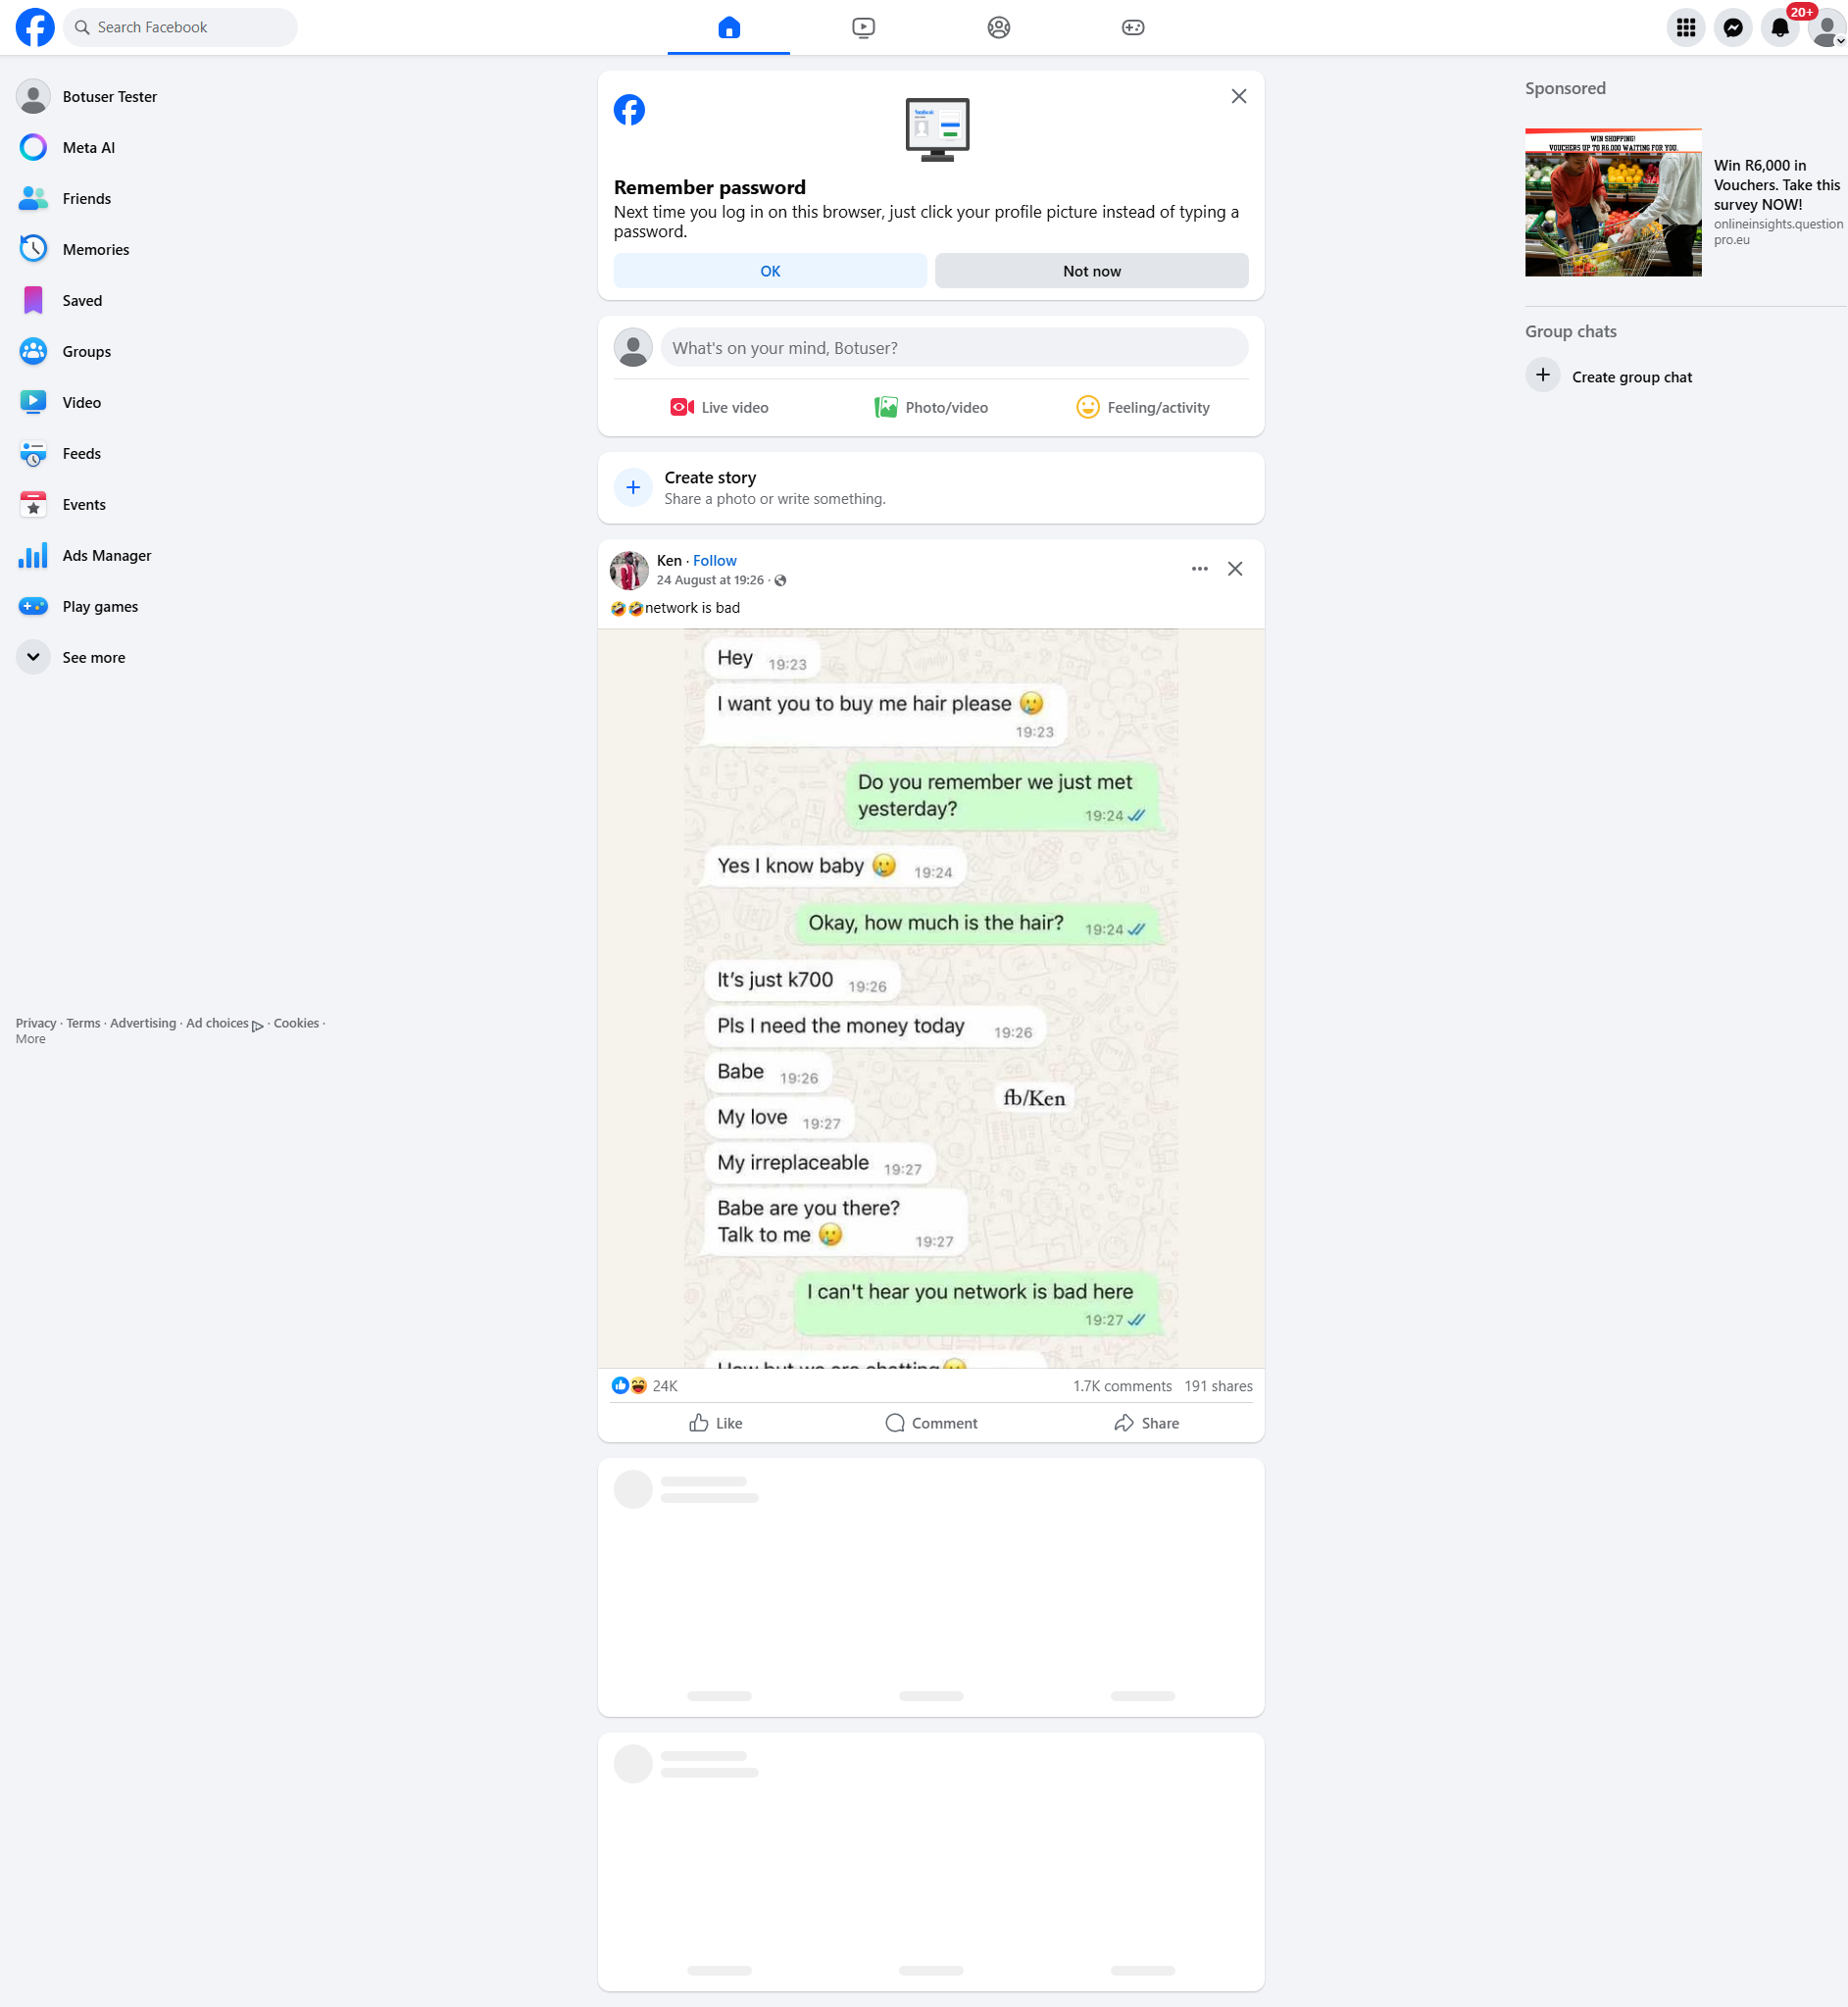 Search Facebook
20+
Botuser Tester
Meta AI
Friends
Memories
Saved
Groups
Video
Feeds
Events
Ads Manager
Play games
See more
Privacy · Terms · Advertising · Ad choices · Cookies ·
More
Remember password
Next time you log in on this browser, just click your profile picture instead of typing a
password.
OK
Not now
What's on your mind, Botuser?
Live video
Photo/video
Feeling/activity
Create story
Share a photo or write something.
Ken · Follow
24 August at 19:26 ·
🤣🤣network is bad
Hey 19:23
I want you to buy me hair please 🥲
19:23
Do you remember we just met
yesterday? 19:24
Yes I know baby 🥲 19:24
Okay, how much is the hair? 19:24
It's just k700 19:26
Pls I need the money today 19:26
Babe 19:26
fb/Ken
My love 19:27
My irreplaceable 19:27
Babe are you there?
Talk to me 🥲 19:27
I can't hear you network is bad here
19:27
How but we are chatting🥲
24K
1.7K comments 191 shares
Like
Comment
Share
Sponsored
WIN SHOPPING!
VOUCHERS UP TO R6,000 WAITING FOR YOU.
Win R6,000 in
Vouchers. Take this
survey NOW!
onlineinsights.question
pro.eu
Group chats
Create group chat